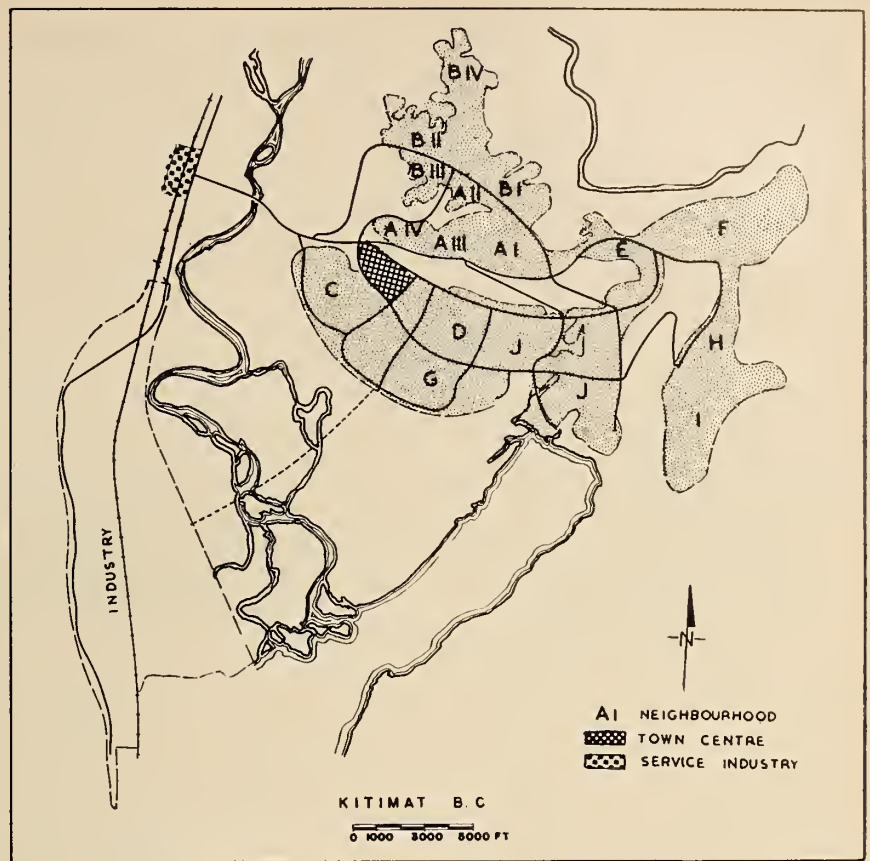 B IV
B II
B III
B I
A II
A IV
A III
A I
E
F
C
D
J
J
G
J
H
I
INDUSTRY
-N-
A I NEIGHBOURHOOD
TOWN CENTRE
SERVICE INDUSTRY
KITIMAT B.C
0 1000 3000 5000 FT